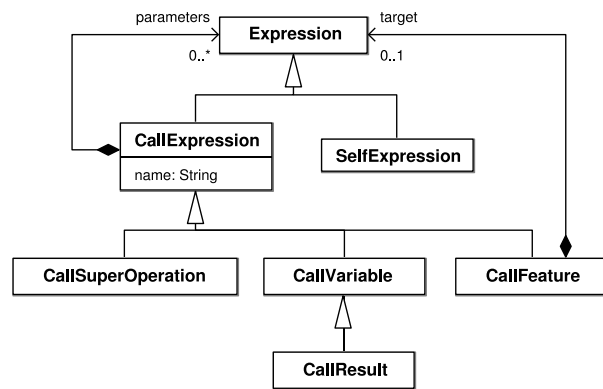 parameters
target
Expression
0..*
0..1
CallExpression
SelfExpression
name: String
CallSuperOperation
CallVariable
CallFeature
CallResult